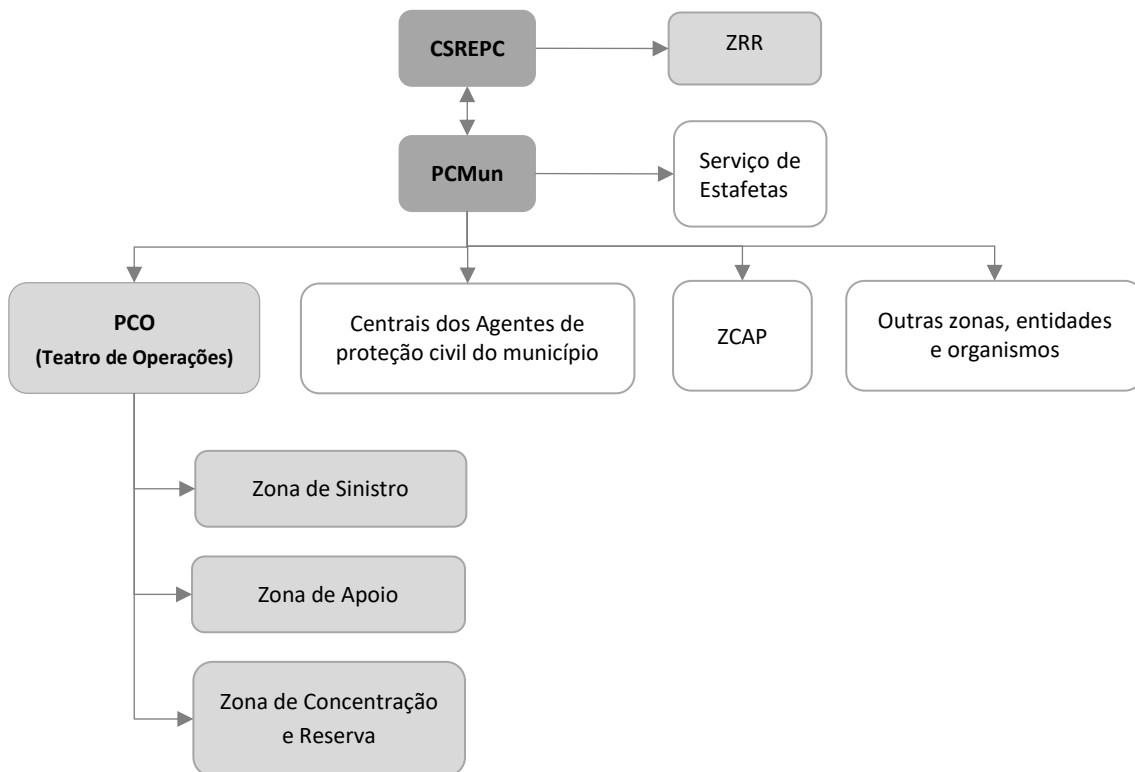 CSREPC
ZRR
PCMun
Serviço de
Estafetas
PCO
(Teatro de Operações)
Centrais dos Agentes de
proteção civil do município
ZCAP
Outras zonas, entidades
e organismos
Zona de Sinistro
Zona de Apoio
Zona de Concentração
e Reserva